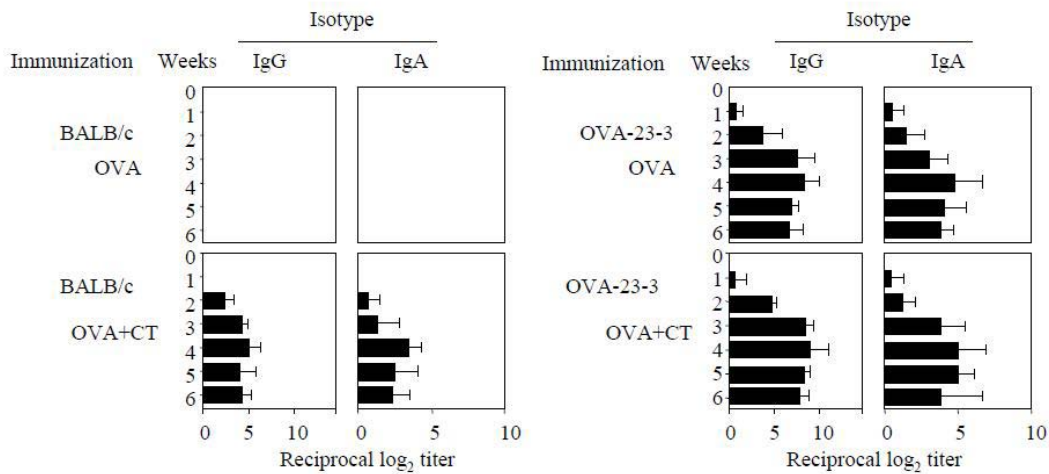 Isotype
Immunization Weeks IgG IgA
0
1
2
3
4
5
6
BALB/c
OVA
0
1
2
3
4
5
6
BALB/c
OVA+CT
0 5 10 0 5 10
Reciprocal log2 titer
Isotype
Immunization Weeks IgG IgA
0
1
2
3
4
5
6
OVA-23-3
OVA
0
1
2
3
4
5
6
OVA-23-3
OVA+CT
0 5 10 0 5 10
Reciprocal log2 titer